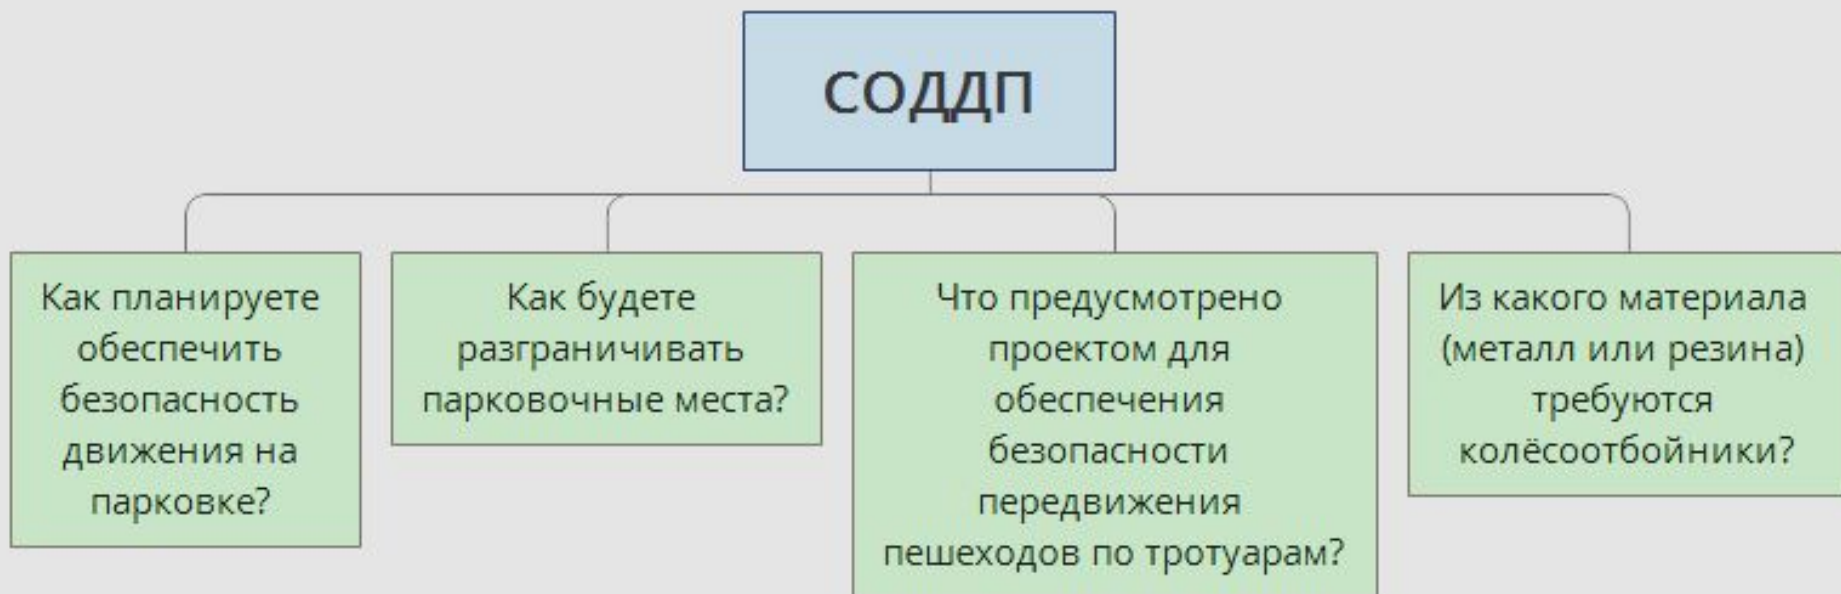 СОДДП
Как планируете
обеспечить
безопасность
движения на
парковке?
Как будете
разграничивать
парковочные места?
Что предусмотрено
проектом для
обеспечения
безопасности
передвижения
пешеходов по тротуарам?
Из какого материала
(металл или резина)
требуются
колёсоотбойники?